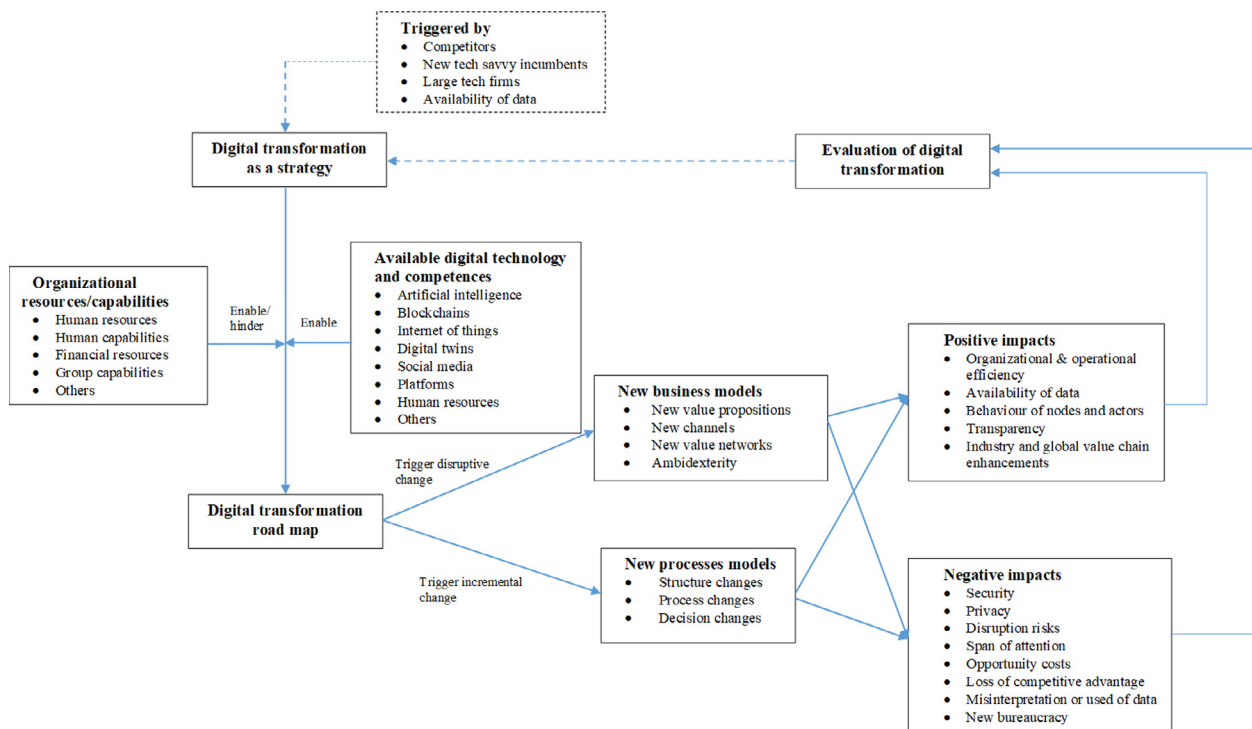 Triggered by
• Competitors
• New tech savvy incumbents
• Large tech firms
• Availability of data
Digital transformation
as a strategy
Evaluation of digital
transformation
Organizational
resources/capabilities
• Human resources
• Human capabilities
• Financial resources
• Group capabilities
• Others
Enable/
hinder
Enable
Available digital technology
and competences
• Artificial intelligence
• Blockchains
• Internet of things
• Digital twins
• Social media
• Platforms
• Human resources
• Others
Digital transformation
road map
Trigger disruptive
change
Trigger incremental
change
New business models
• New value propositions
• New channels
• New value networks
• Ambidexterity
New processes models
• Structure changes
• Process changes
• Decision changes
Positive impacts
• Organizational & operational
efficiency
• Availability of data
• Behaviour of nodes and actors
• Transparency
• Industry and global value chain
enhancements
Negative impacts
• Security
• Privacy
• Disruption risks
• Span of attention
• Opportunity costs
• Loss of competitive advantage
• Misinterpretation or used of data
• New bureaucracy